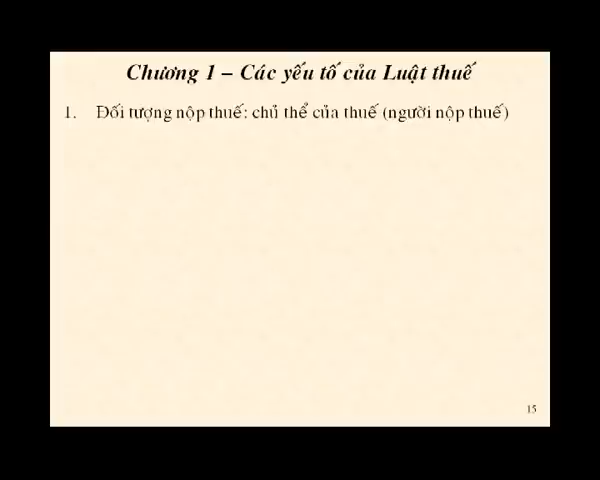 Chương 1 – Các yếu tố của Luật thuế
1. Đối tượng nộp thuế: chủ thể của thuế (người nộp thuế)
15